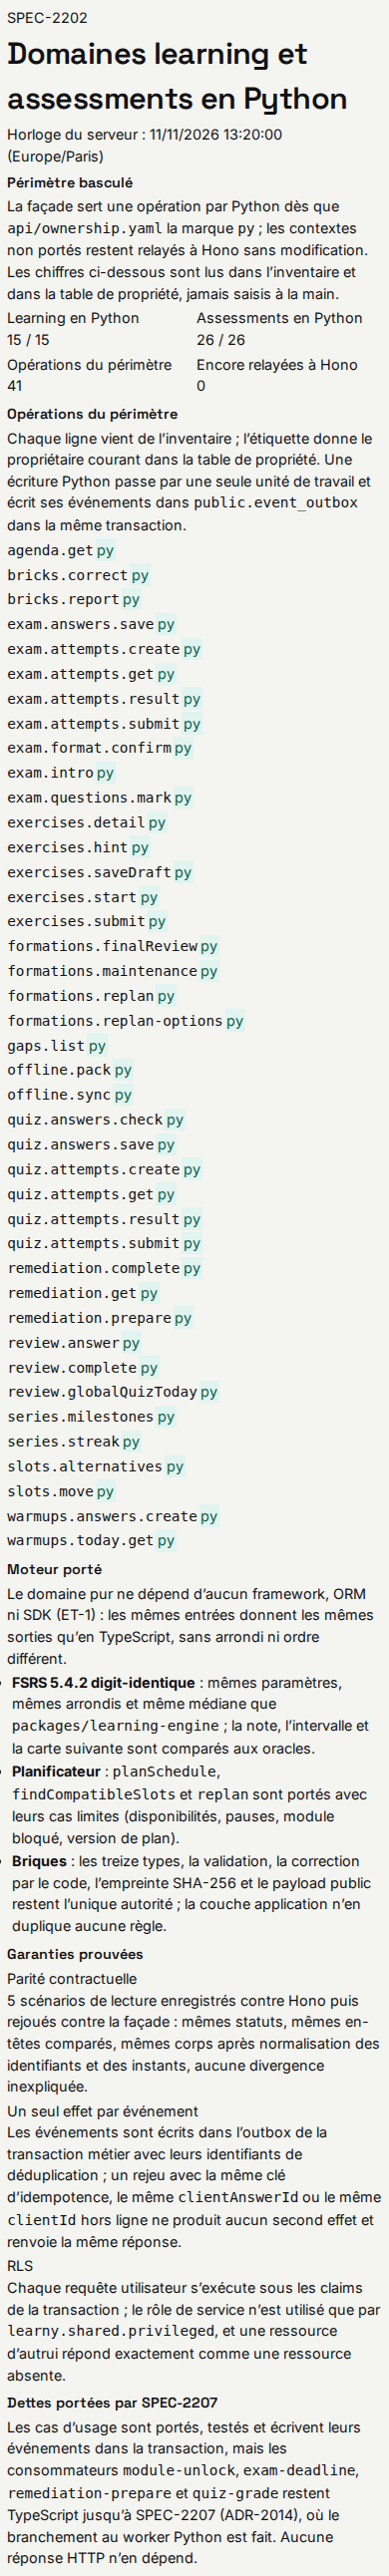 SPEC-2202
Domaines learning et
assessments en Python
Horloge du serveur : 11/11/2026 13:20:00
(Europe/Paris)
Périmètre basculé
La façade sert une opération par Python dès que
api/ownership.yaml la marque py ; les contextes
non portés restent relayés à Hono sans modification.
Les chiffres ci-dessous sont lus dans l’inventaire et
dans la table de propriété, jamais saisis à la main.
Learning en Python
15 / 15
Assessments en Python
26 / 26
Opérations du périmètre
41
Encore relayées à Hono
0
Opérations du périmètre
Chaque ligne vient de l’inventaire ; l’étiquette donne le
propriétaire courant dans la table de propriété. Une
écriture Python passe par une seule unité de travail et
écrit ses événements dans public.event_outbox
dans la même transaction.
agenda.get py
bricks.correct py
bricks.report py
exam.answers.save py
exam.attempts.create py
exam.attempts.get py
exam.attempts.result py
exam.attempts.submit py
exam.format.confirm py
exam.intro py
exam.questions.mark py
exercises.detail py
exercises.hint py
exercises.saveDraft py
exercises.start py
exercises.submit py
formations.finalReview py
formations.maintenance py
formations.replan py
formations.replan-options py
gaps.list py
offline.pack py
offline.sync py
quiz.answers.check py
quiz.answers.save py
quiz.attempts.create py
quiz.attempts.get py
quiz.attempts.result py
quiz.attempts.submit py
remediation.complete py
remediation.get py
remediation.prepare py
review.answer py
review.complete py
review.globalQuizToday py
series.milestones py
series.streak py
slots.alternatives py
slots.move py
warmups.answers.create py
warmups.today.get py
Moteur porté
Le domaine pur ne dépend d’aucun framework, ORM
ni SDK (ET-1) : les mêmes entrées donnent les mêmes
sorties qu’en TypeScript, sans arrondi ni ordre
différent.
• FSRS 5.4.2 digit-identique : mêmes paramètres,
mêmes arrondis et même médiane que
packages/learning-engine ; la note, l’intervalle et
la carte suivante sont comparés aux oracles.
• Planificateur : planSchedule,
findCompatibleSlots et replan sont portés avec
leurs cas limites (disponibilités, pauses, module
bloqué, version de plan).
• Briques : les treize types, la validation, la correction
par le code, l’empreinte SHA-256 et le payload public
restent l’unique autorité ; la couche application n’en
duplique aucune règle.
Garanties prouvées
Parité contractuelle
5 scénarios de lecture enregistrés contre Hono puis
rejoués contre la façade : mêmes statuts, mêmes en-
têtes comparés, mêmes corps après normalisation des
identifiants et des instants, aucune divergence
inexpliquée.
Un seul effet par événement
Les événements sont écrits dans l’outbox de la
transaction métier avec leurs identifiants de
déduplication ; un rejeu avec la même clé
d’idempotence, le même clientAnswerId ou le même
clientId hors ligne ne produit aucun second effet et
renvoie la même réponse.
RLS
Chaque requête utilisateur s’exécute sous les claims
de la transaction ; le rôle de service n’est utilisé que par
learny.shared.privileged, et une ressource
d’autrui répond exactement comme une ressource
absente.
Dettes portées par SPEC-2207
Les cas d’usage sont portés, testés et écrivent leurs
événements dans la transaction, mais les
consommateurs module-unlock, exam-deadline,
remediation-prepare et quiz-grade restent
TypeScript jusqu’à SPEC-2207 (ADR-2014), où le
branchement au worker Python est fait. Aucune
réponse HTTP n’en dépend.